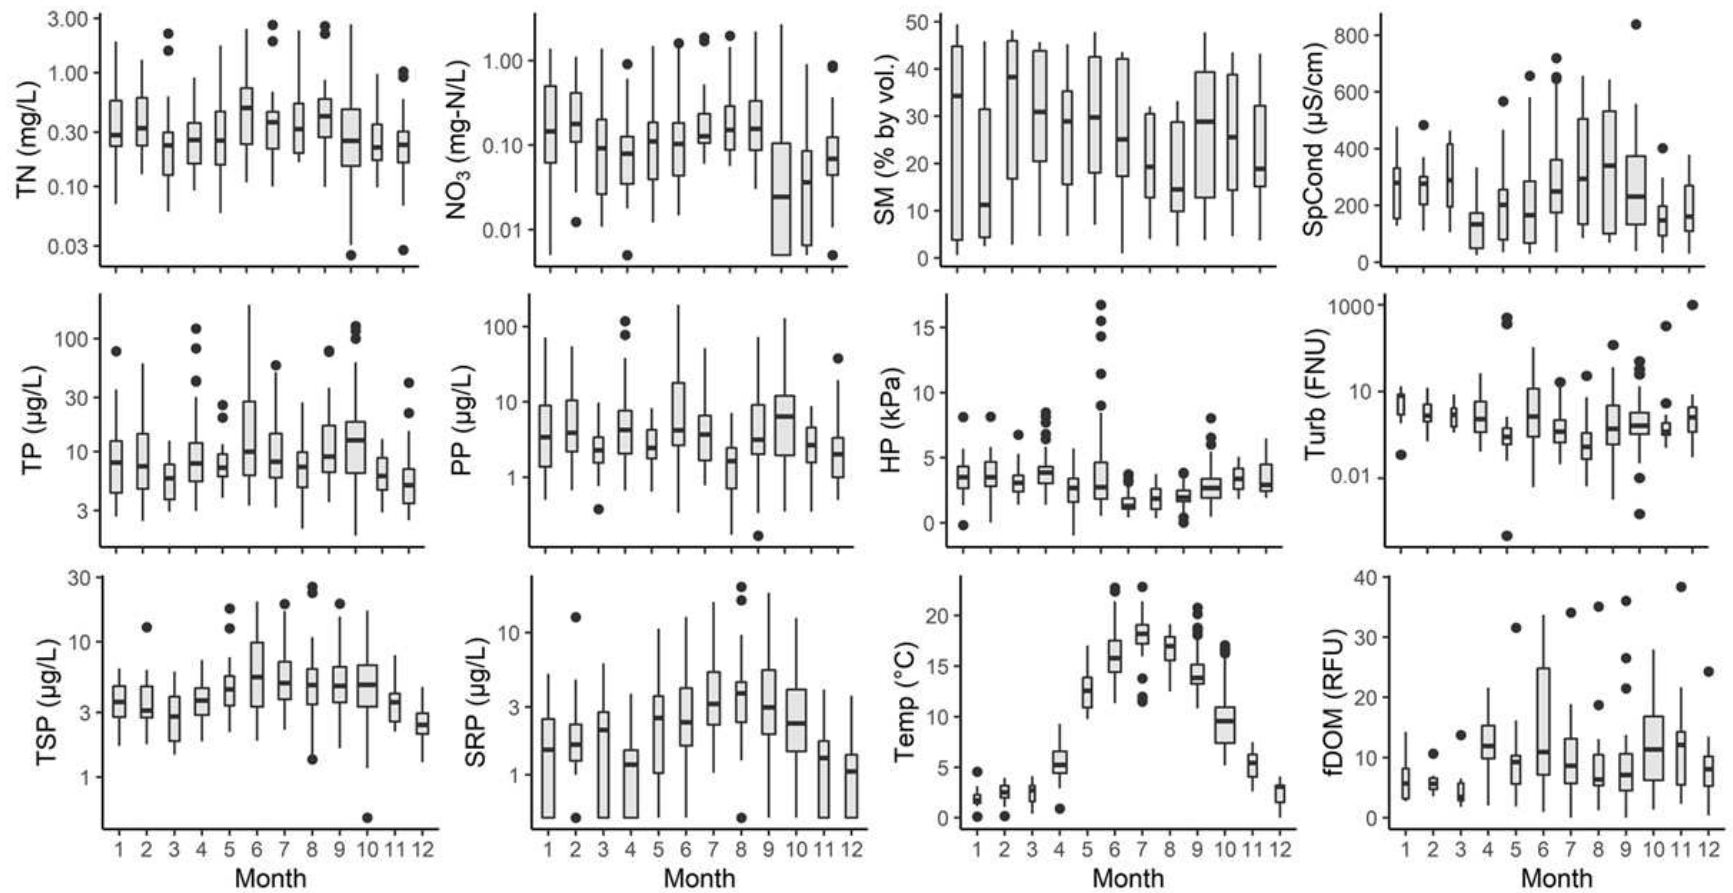 TN (mg/L)
3.00
1.00
0.30
0.10
0.03
NO3 (mg-N/L)
1.00
0.10
0.01
SM (% by vol.)
50
40
30
20
10
0
SpCond (µS/cm)
800
600
400
200
0
TP (µg/L)
100
30
10
3
PP (µg/L)
100
10
1
HP (kPa)
15
10
5
0
Turb (FNU)
1000
10
0.01
TSP (µg/L)
30
10
3
1
1 2 3 4 5 6 7 8 9 10 11 12
Month
SRP (µg/L)
10
3
1
1 2 3 4 5 6 7 8 9 10 11 12
Month
Temp (°C)
20
15
10
5
0
1 2 3 4 5 6 7 8 9 10 11 12
Month
fDOM (RFU)
40
30
20
10
0
1 2 3 4 5 6 7 8 9 10 11 12
Month